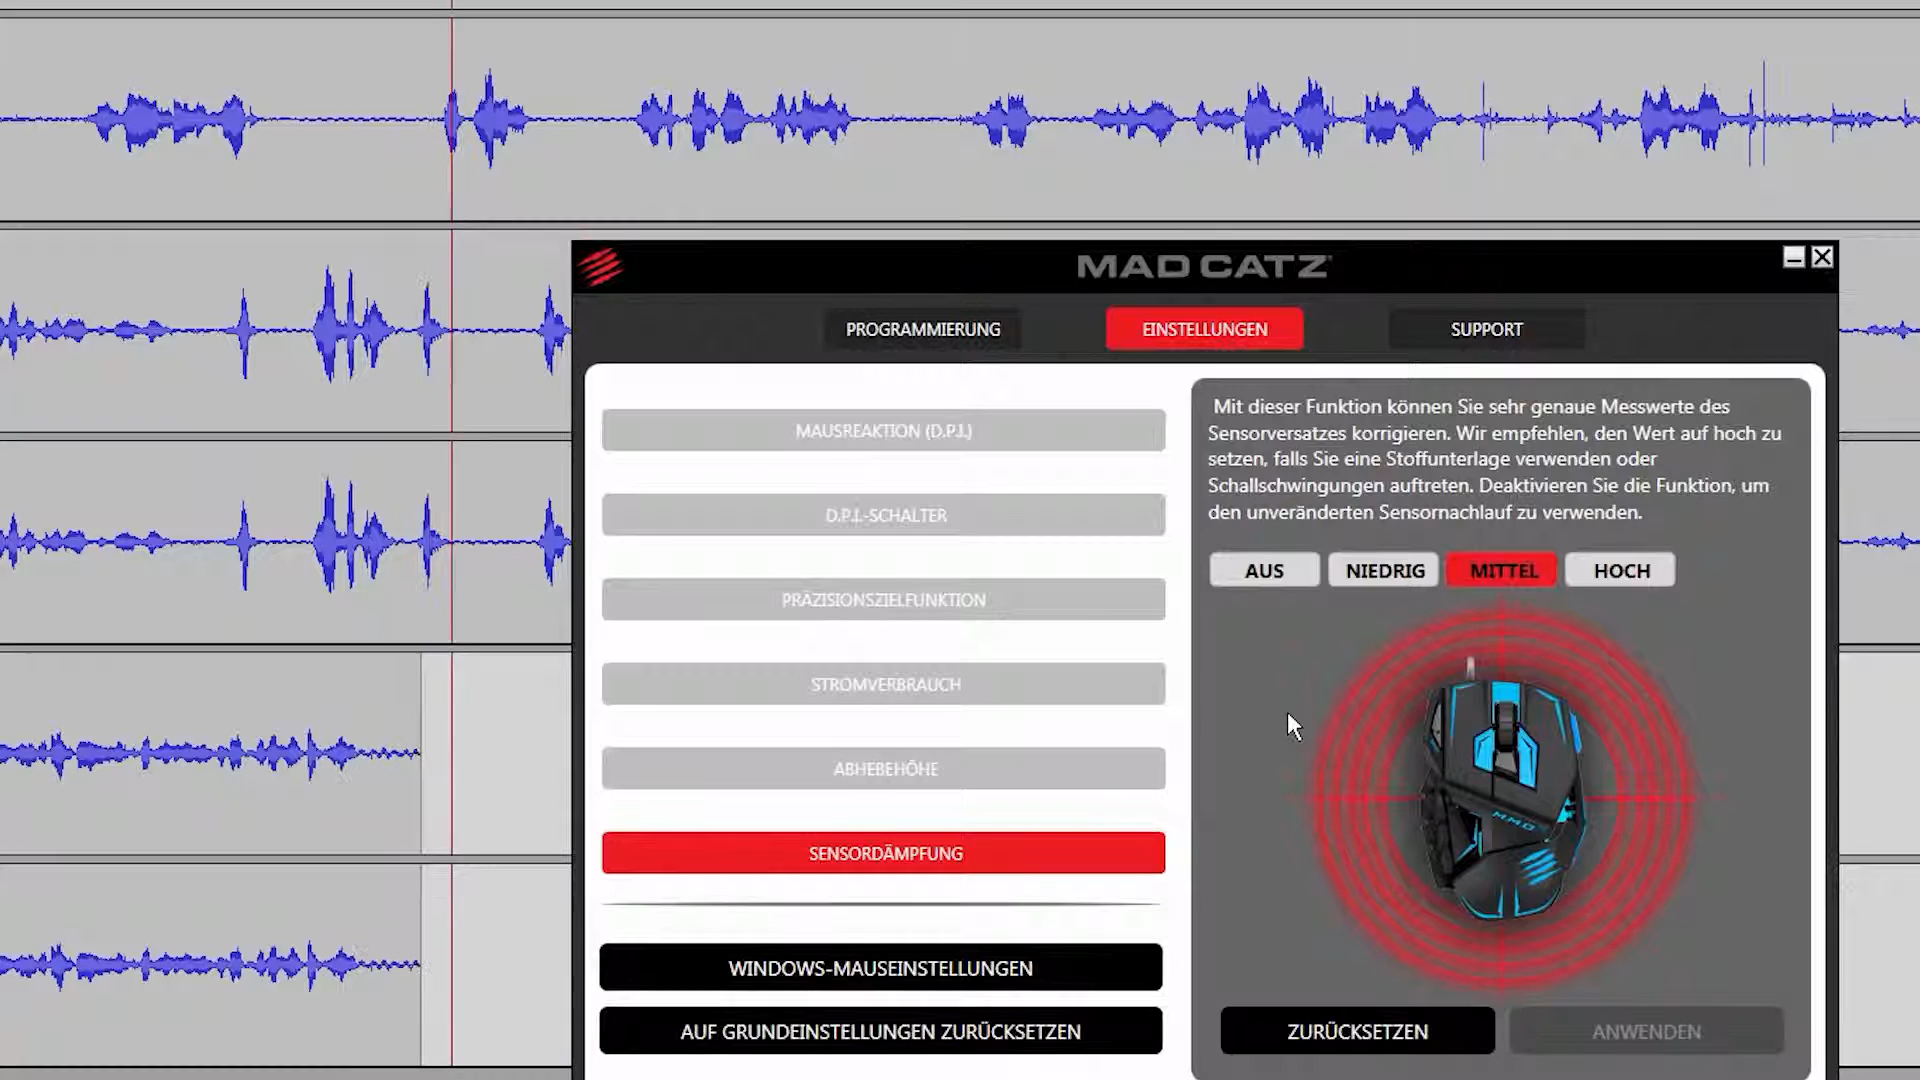 MAD CATZ
PROGRAMMIERUNG
EINSTELLUNGEN
SUPPORT
MAUSREAKTION (D.P.I.)
D.P.I.-SCHALTER
PRÄZISIONSZIELFUNKTION
STROMVERBRAUCH
ABHEBEHÖHE
SENSORDÄMPFUNG
WINDOWS-MAUSEINSTELLUNGEN
AUF GRUNDEINSTELLUNGEN ZURÜCKSETZEN
Mit dieser Funktion können Sie sehr genaue Messwerte des
Sensorversatzes korrigieren. Wir empfehlen, den Wert auf hoch zu
setzen, falls Sie eine Stoffunterlage verwenden oder
Schallschwingungen auftreten. Deaktivieren Sie die Funktion, um
den unveränderten Sensornachlauf zu verwenden.
AUS
NIEDRIG
MITTEL
HOCH
MMO
ZURÜCKSETZEN
ANWENDEN